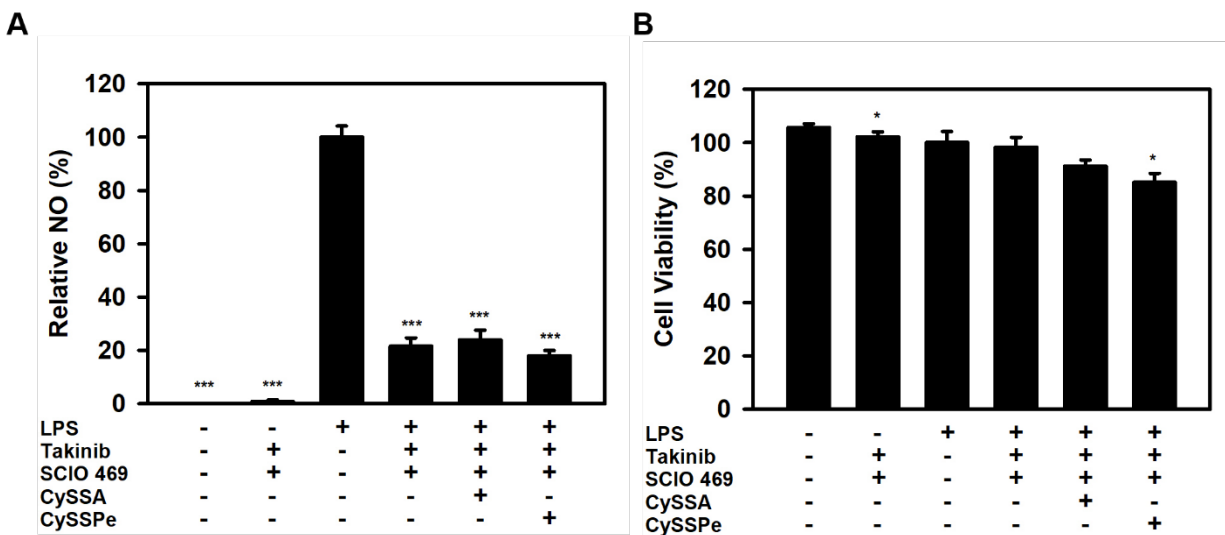 A
B
Relative NO (%)
120
100
80
60
40
20
0
*** *** *** *** ***
LPS - - + + + +
Takinib - + - + + +
SCIO 469 - + - + + +
CySSA - - - - + -
CySSPe - - - - - +
Cell Viability (%)
120
100
80
60
40
20
0
* *
LPS - - + + + +
Takinib - + - + + +
SCIO 469 - + - + + +
CySSA - - - - + -
CySSPe - - - - - +